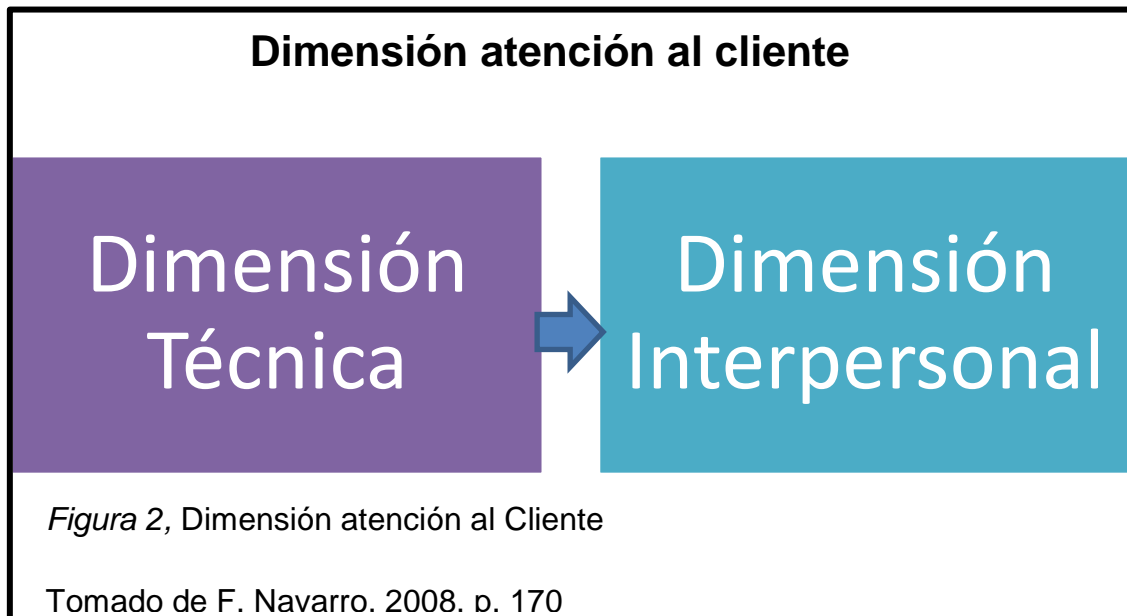 Dimensión atención al cliente
Dimensión
Técnica
Dimensión
Interpersonal
Figura 2, Dimensión atención al Cliente
Tomado de F. Navarro, 2008, p. 170